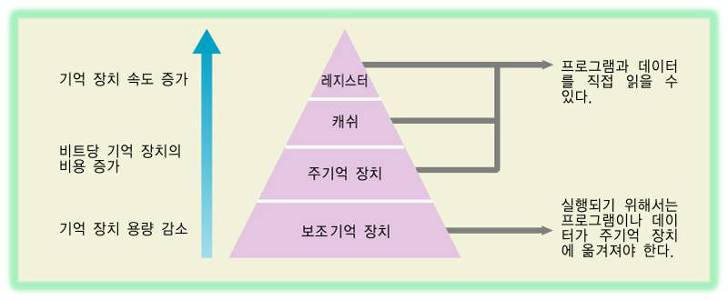 기억 장치 속도 증가
비트당 기억 장치의
비용 증가
기억 장치 용량 감소
레지스터
캐쉬
주기억 장치
보조기억 장치
프로그램과 데이터
를 직접 읽을 수
있다.
실행되기 위해서는
프로그램이나 데이
터가 주기억 장치
에 옮겨져야 한다.